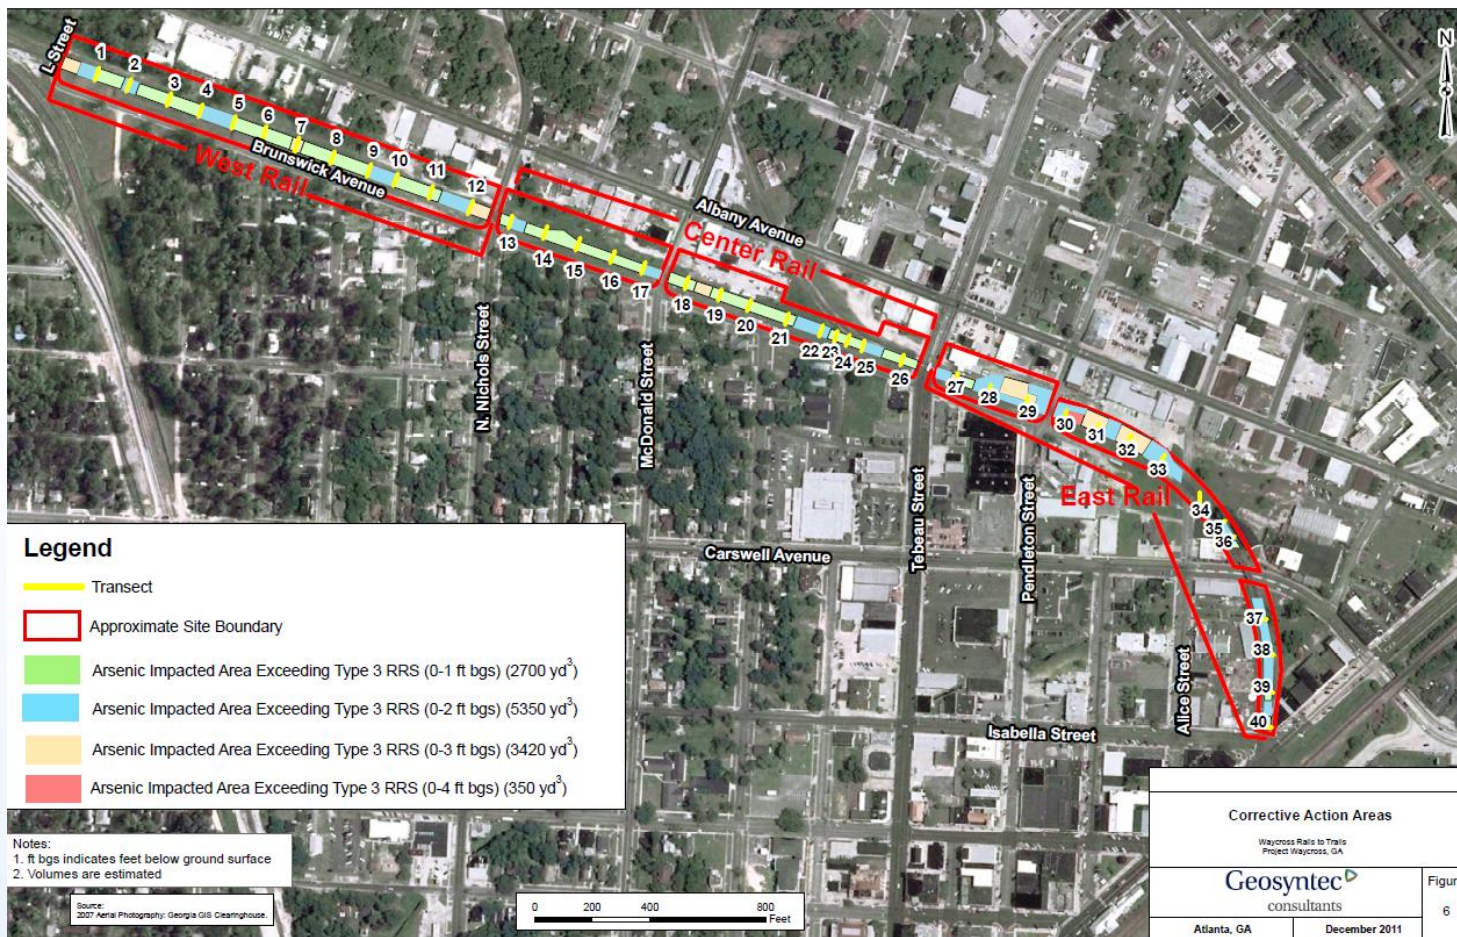 N
L Street
1
2
3
4
5
6
7
8
9
10
11
12
Brunswick Avenue
West Rail
Albany Avenue
Center Rail
13
14
15
16
17
18
19
20
21
22
23
24
25
26
27
28
29
30
31
32
33
East Rail
34
35
36
37
38
39
40
N. Nichols Street
McDonald Street
Tebeau Street
Pendleton Street
Alice Street
Carswell Avenue
Isabella Street
Legend
Transect
Approximate Site Boundary
Arsenic Impacted Area Exceeding Type 3 RRS (0-1 ft bgs) (2700 yd³)
Arsenic Impacted Area Exceeding Type 3 RRS (0-2 ft bgs) (5350 yd³)
Arsenic Impacted Area Exceeding Type 3 RRS (0-3 ft bgs) (3420 yd³)
Arsenic Impacted Area Exceeding Type 3 RRS (0-4 ft bgs) (350 yd³)
Notes:
1. ft bgs indicates feet below ground surface
2. Volumes are estimated
Source:
2007 Aerial Photography: Georgia GIS Clearinghouse.
0 200 400 800
Feet
Corrective Action Areas
Waycross Rails to Trails
Project Waycross, GA
Geosyntec
consultants
Figur
6
Atlanta, GA
December 2011